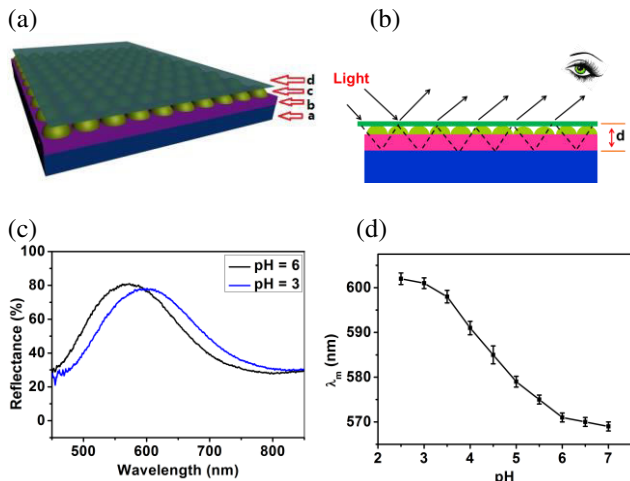 (a)
(b)
d
c
b
a
Light
d
(c)
(d)
100
80
60
40
20
0
Reflectance (%)
pH = 6
pH = 3
500
600
700
800
Wavelength (nm)
600
590
580
570
λm (nm)
2
3
4
5
6
7
pH